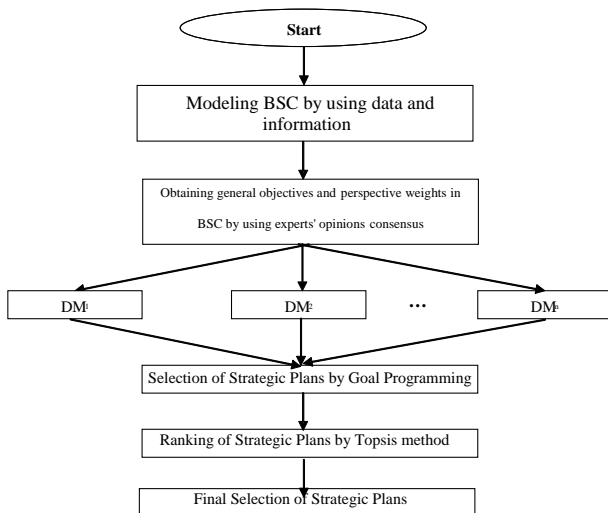 Start
Modeling BSC by using data and
information
Obtaining general objectives and perspective weights in
BSC by using experts' opinions consensus
DM1 DM2 ... DMn
Selection of Strategic Plans by Goal Programming
Ranking of Strategic Plans by Topsis method
Final Selection of Strategic Plans